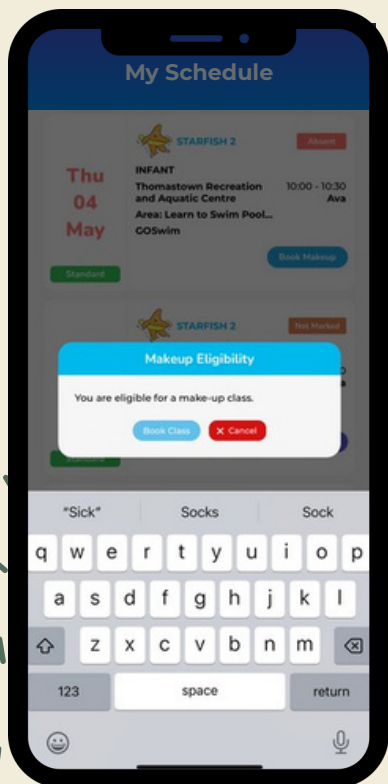 My Schedule
STARFISH 2
Absent
Thu
04
May
INFANT
Thomastown Recreation
and Aquatic Centre
10:00 - 10:30
Ava
Area: Learn to Swim Pool...
GOSwim
Book Makeup
Standard
STARFISH 2
Not Marked
Makeup Eligibility
You are eligible for a make-up class.
Book Class
X Cancel
Standard
"Sick"
Socks
Sock
q w e r t y u i o p
a s d f g h j k l
z x c v b n m
123
space
return